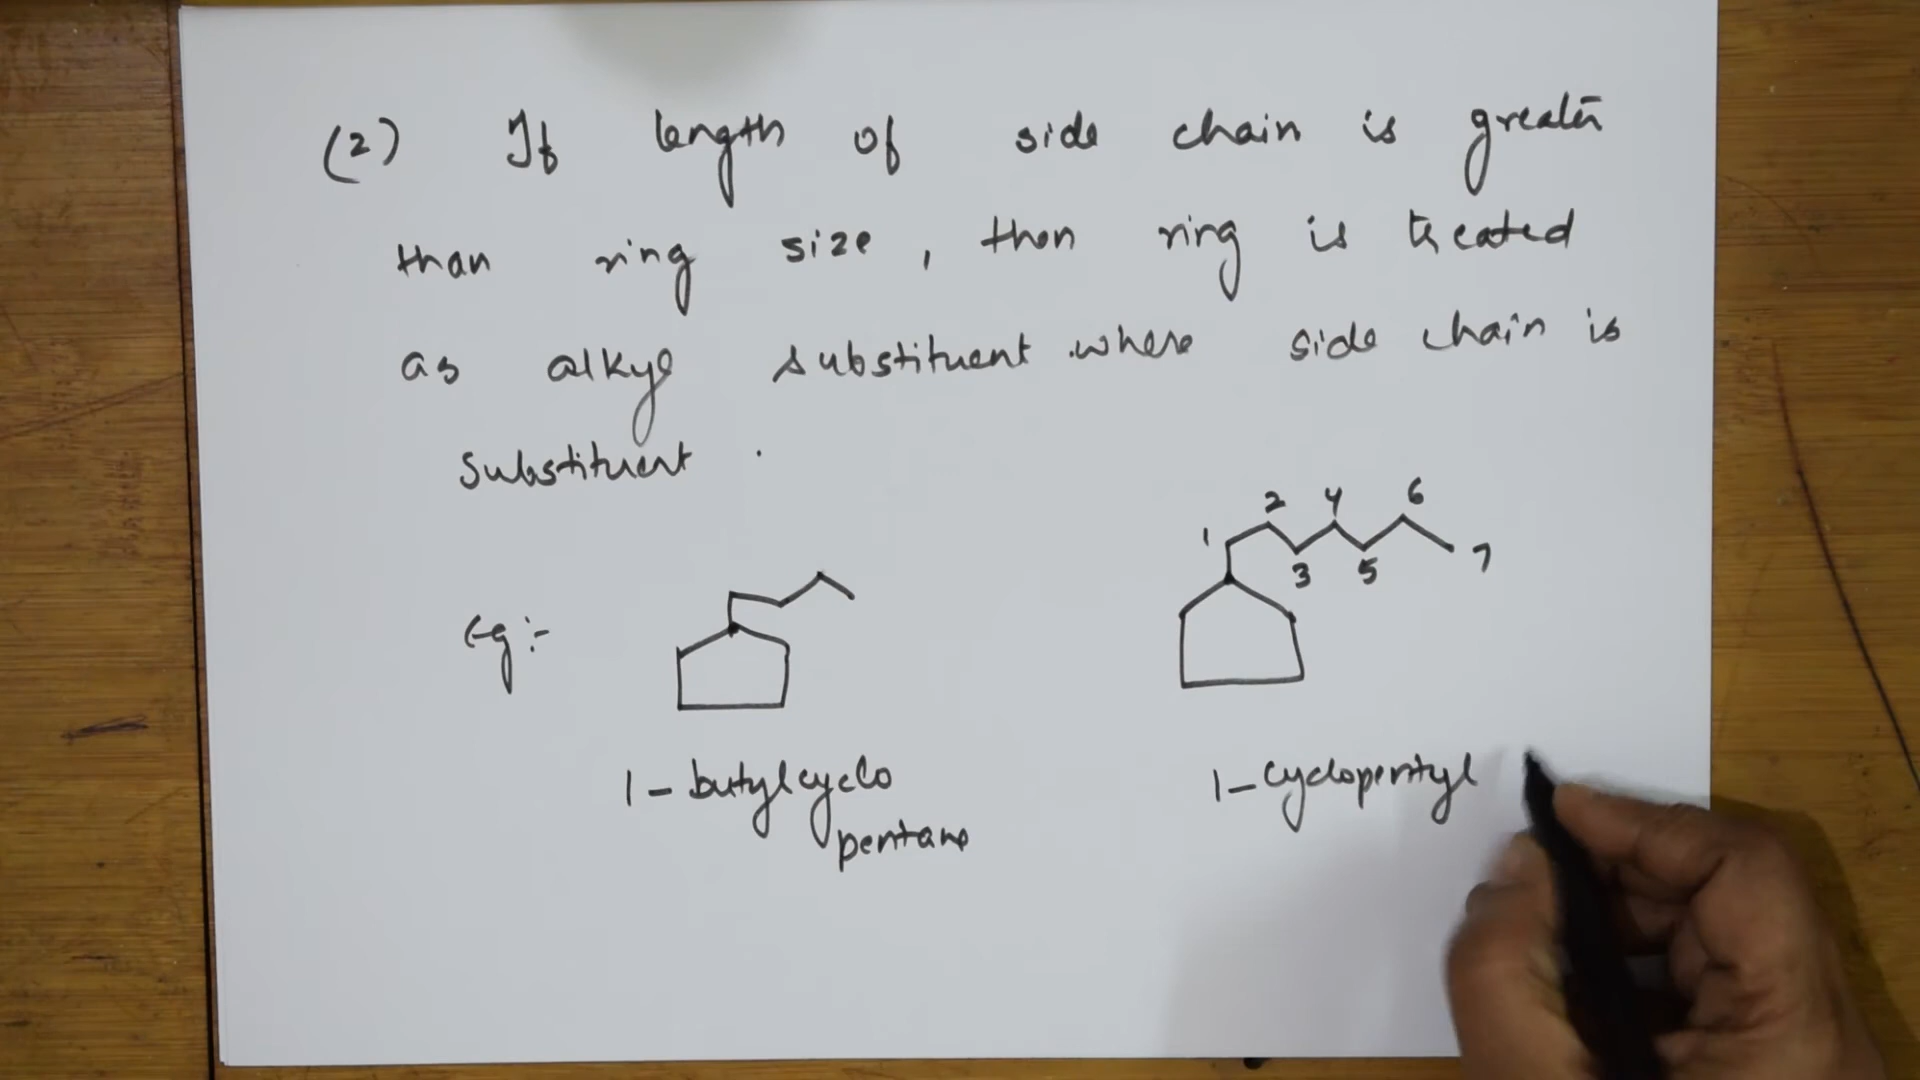 (2) If length of side chain is greater
than ring size, then ring is treated
as alkyl substituent where side chain is
substituent .
2 4 6
1
3 5 7
eg :-
1 - butylcyclo
pentane
1 - cyclopentyl